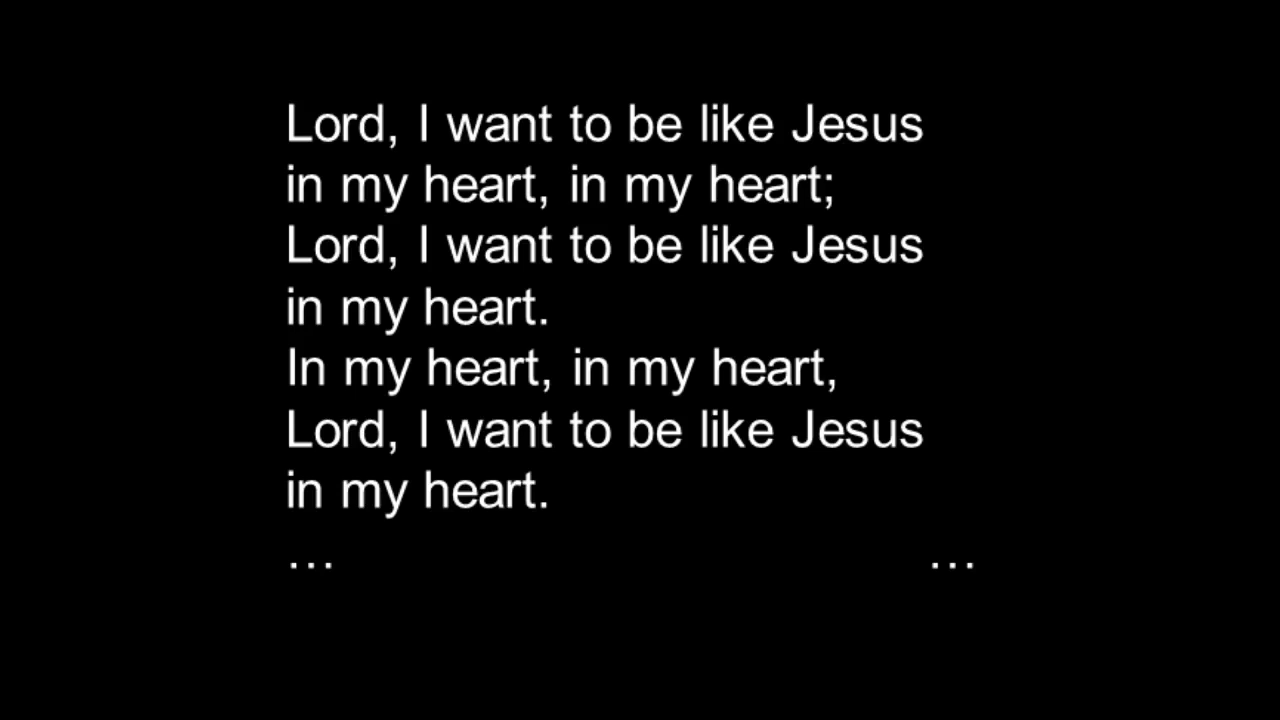 Lord, I want to be like Jesus
in my heart, in my heart;
Lord, I want to be like Jesus
in my heart.
In my heart, in my heart,
Lord, I want to be like Jesus
in my heart.
… …